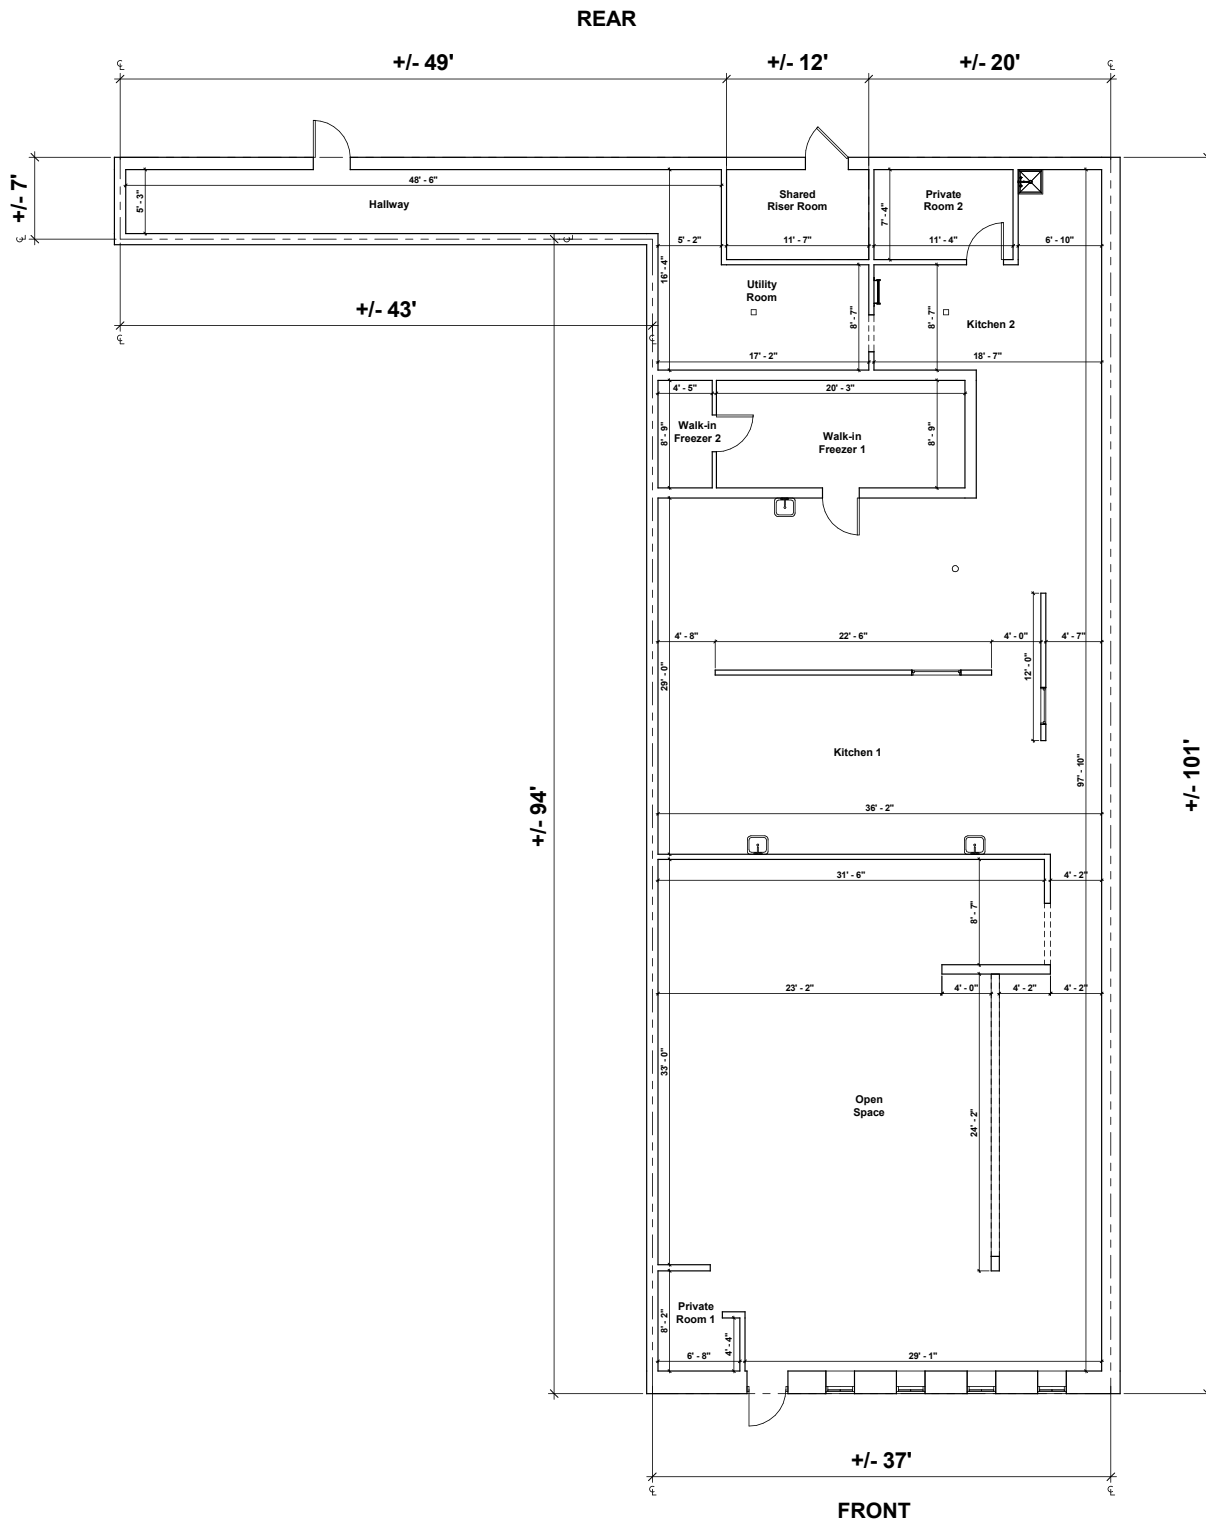 REAR
+/- 49'
+/- 12'
+/- 20'
+/- 7'
48' - 6"
5' - 3"
Hallway
Shared
Riser Room
Private
Room 2
7' - 4"
5' - 2"
11' - 7"
11' - 4"
6' - 10"
16' - 4"
Utility
Room
8' - 7"
8' - 7"
Kitchen 2
+/- 43'
17' - 2"
18' - 7"
4' - 5"
20' - 3"
Walk-in
Freezer 2
8' - 9"
Walk-in
Freezer 1
8' - 9"
4' - 8"
22' - 6"
4' - 0"
4' - 7"
29' - 0"
12' - 0"
Kitchen 1
97' - 10"
+/- 101'
+/- 94'
36' - 2"
31' - 6"
4' - 2"
8' - 7"
23' - 2"
4' - 0"
4' - 2"
4' - 2"
33' - 0"
Open
Space
24' - 2"
Private
Room 1
8' - 2"
4' - 4"
6' - 8"
29' - 1"
+/- 37'
FRONT